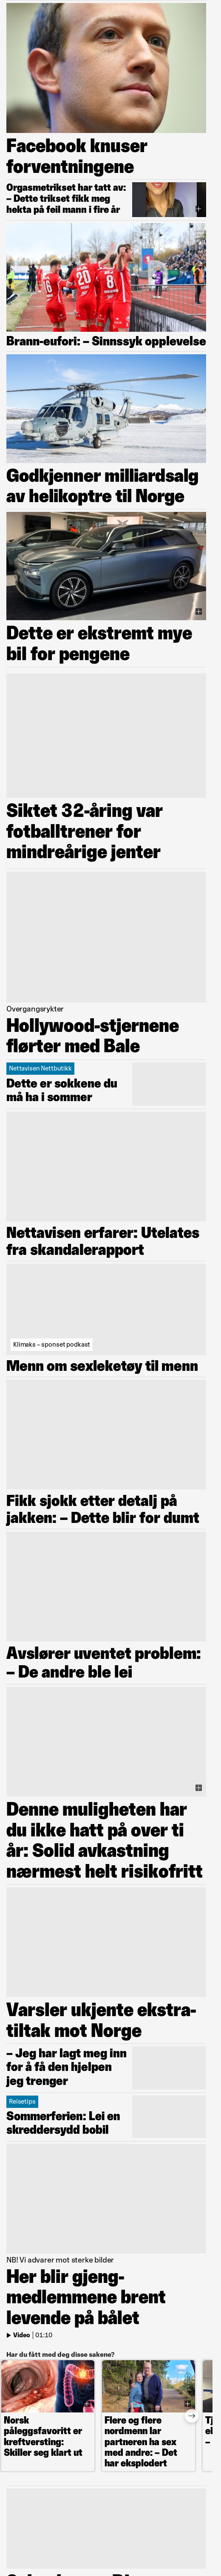 Facebook knuser
forventningene
Orgasmetrikset har tatt av:
– Dette trikset fikk meg
hekta på feil mann i fire år
Brann-eufori: – Sinnssyk opplevelse
Godkjenner milliardsalg
av helikoptre til Norge
Dette er ekstremt mye
bil for pengene
Siktet 32-åring var
fotballtrener for
mindreårige jenter
Overgangsrykter
Hollywood-stjernene
flørter med Bale
Nettavisen Nettbutikk
Dette er sokkene du
må ha i sommer
Nettavisen erfarer: Utelates
fra skandalerapport
Klimaks – sponset podkast
Menn om sexleketøy til menn
Fikk sjokk etter detalj på
jakken: – Dette blir for dumt
Avslører uventet problem:
– De andre ble lei
Denne muligheten har
du ikke hatt på over ti
år: Solid avkastning
nærmest helt risikofritt
Varsler ukjente ekstra-
tiltak mot Norge
– Jeg har lagt meg inn
for å få den hjelpen
jeg trenger
Reisetips
Sommerferien: Lei en
skreddersydd bobil
NB! Vi advarer mot sterke bilder
Her blir gjeng-
medlemmene brent
levende på bålet
Video | 01:10
Har du fått med deg disse sakene?
Norsk
påleggsfavoritt er
kreftversting:
Skiller seg klart ut
Flere og flere
nordmenn lar
partneren ha sex
med andre: – Det
har eksplodert